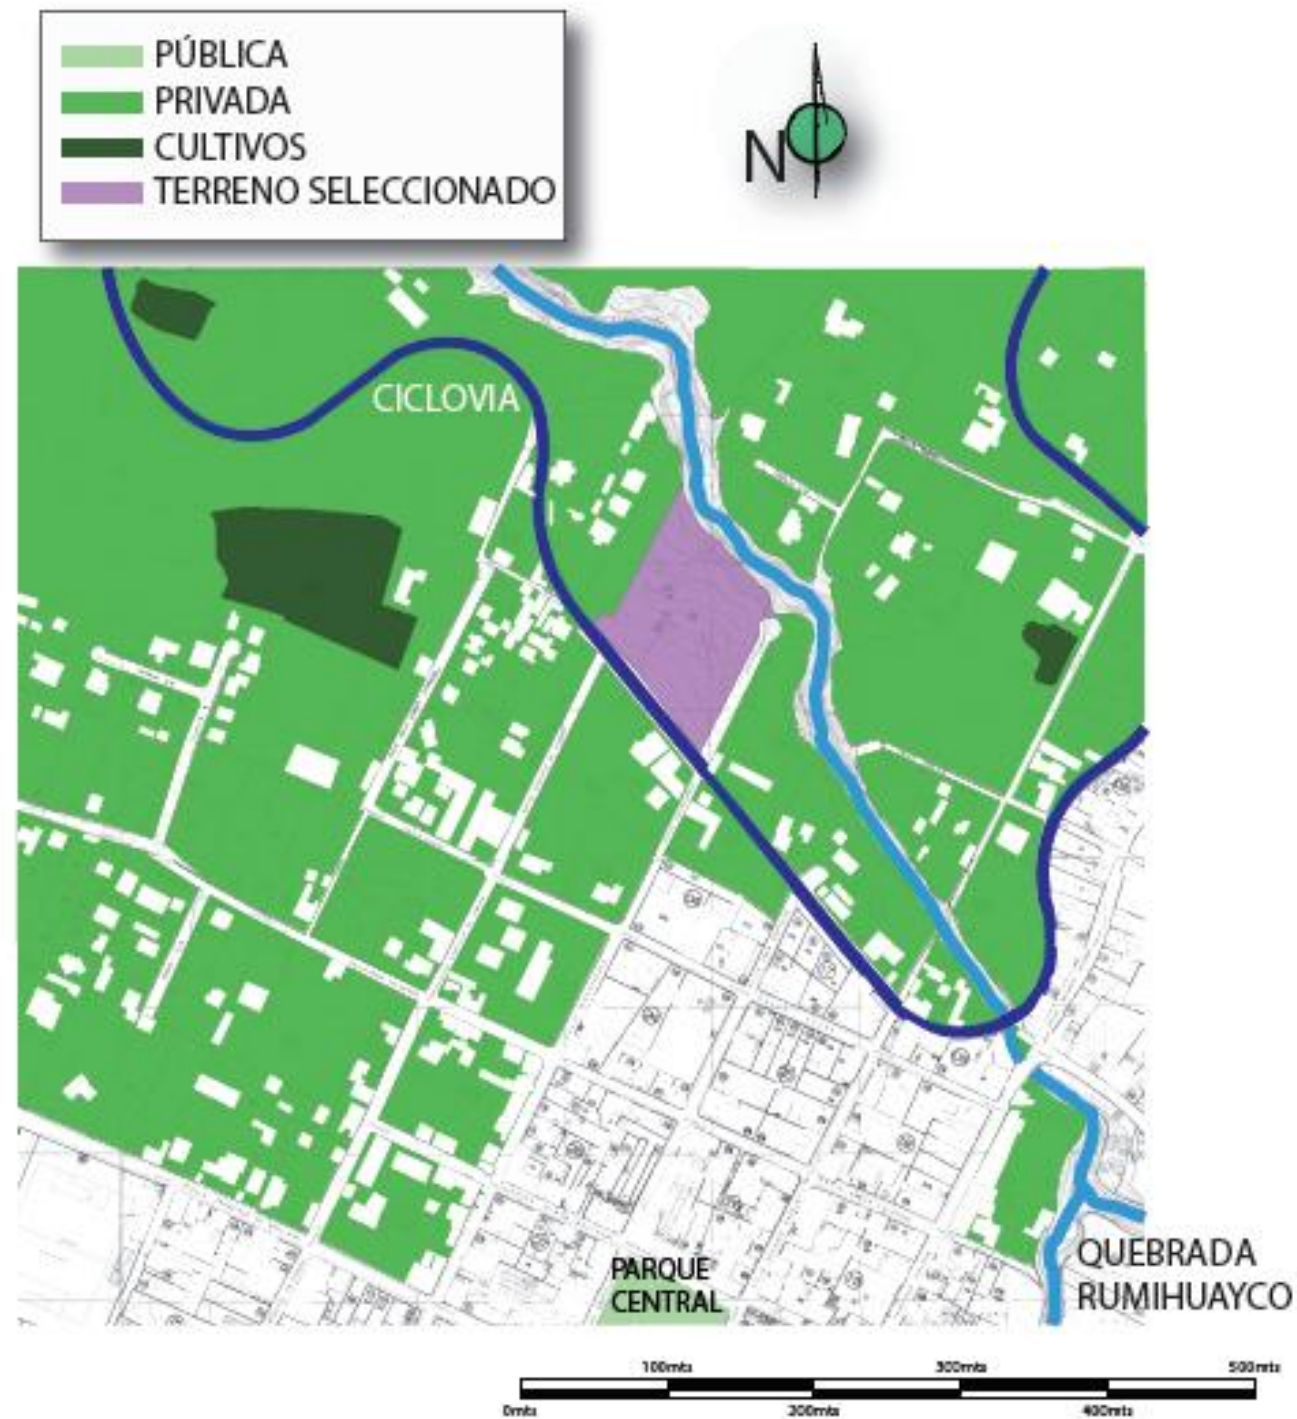 PÚBLICA
PRIVADA
CULTIVOS
TERRENO SELECCIONADO
N
CICLOVIA
PARQUE
CENTRAL
QUEBRADA
RUMIHUAYCO
100mts
300mts
500mts
0mts
200mts
400mts